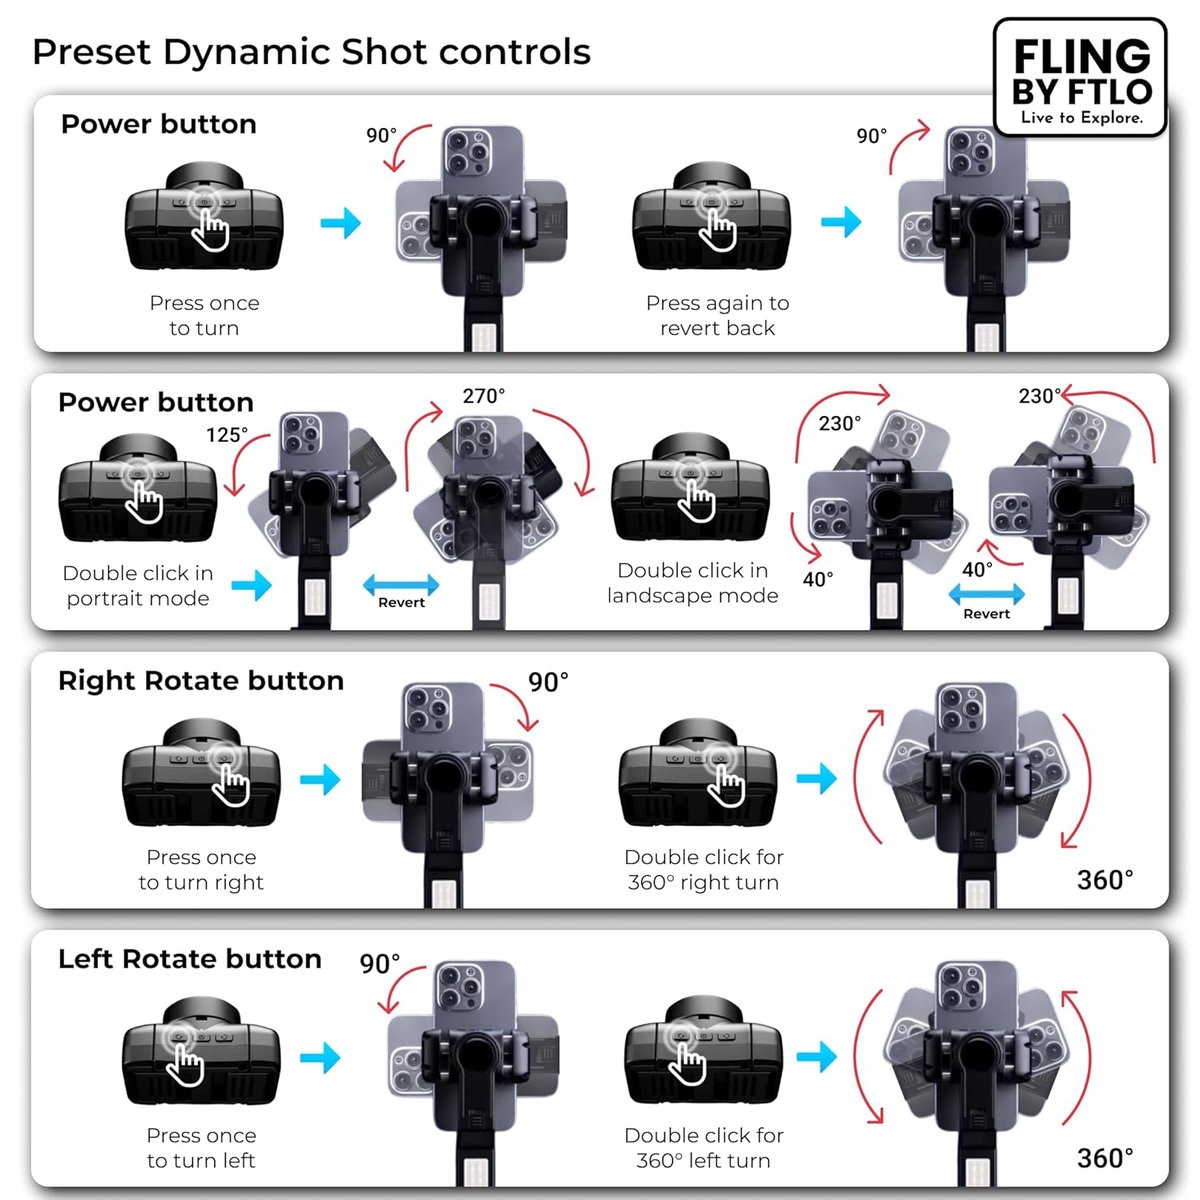 Preset Dynamic Shot controls
FLING
BY FTLO
Live to Explore.
Power button
90°
90°
Press once
to turn
Press again to
revert back
Power button
125°
270°
230°
230°
40°
40°
Double click in
portrait mode
Revert
Double click in
landscape mode
Revert
Right Rotate button
90°
Press once
to turn right
Double click for
360° right turn
360°
Left Rotate button
90°
Press once
to turn left
Double click for
360° left turn
360°